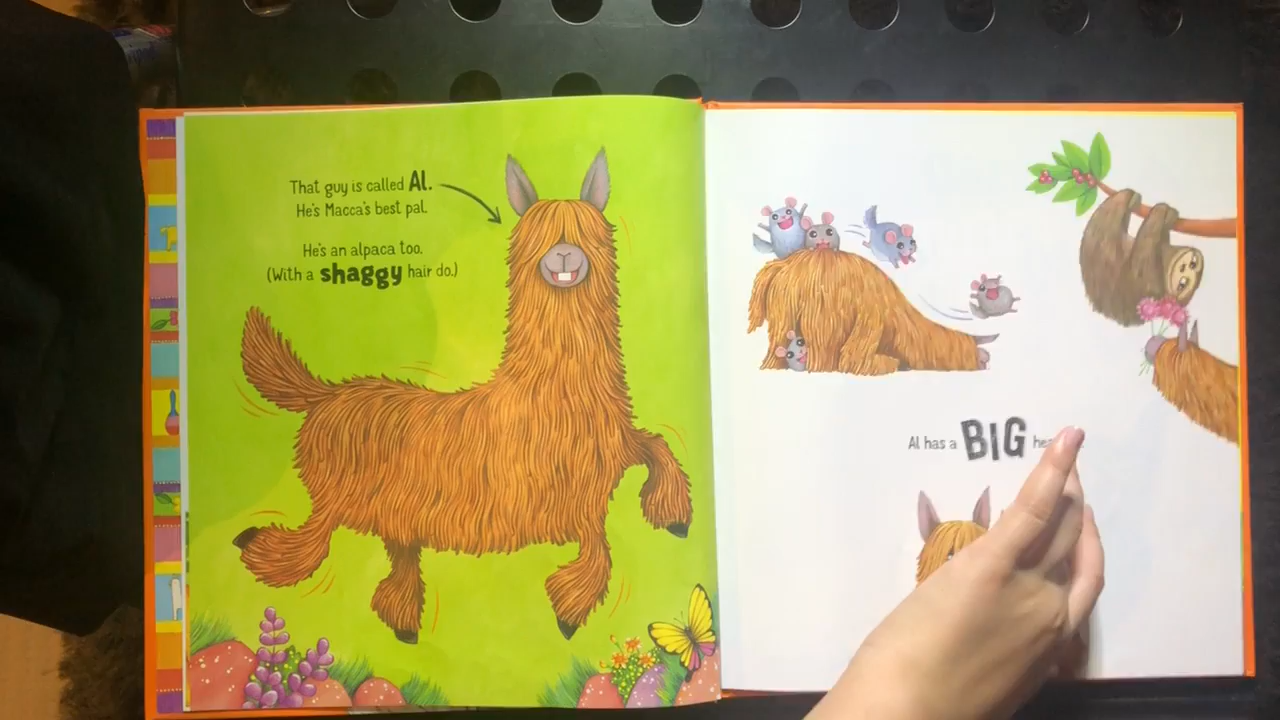 That guy is called Al.
He's Macca's best pal.
He's an alpaca too.
(With a shaggy hair do.)
Al has a BIG